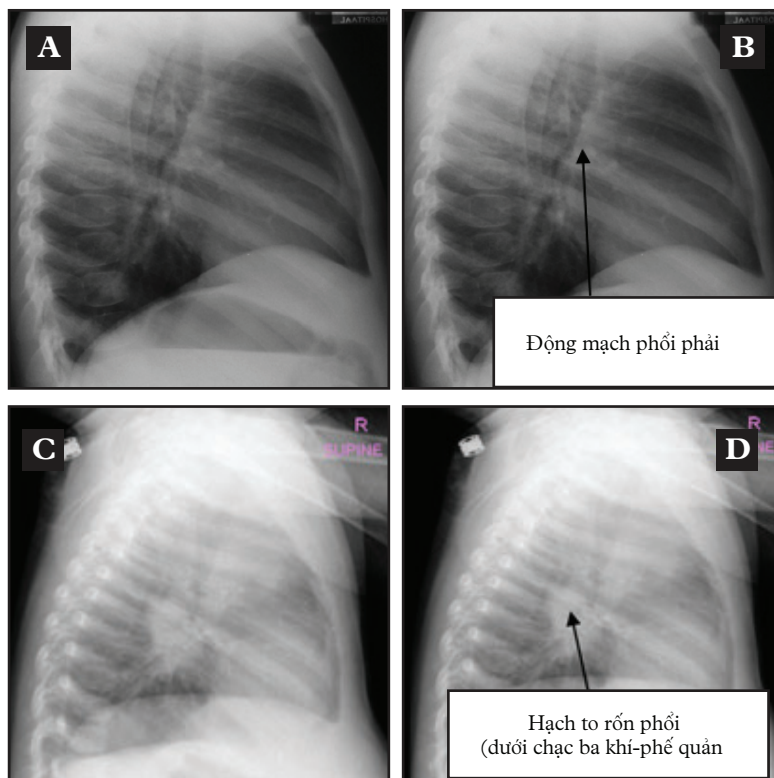 A
B
Động mạch phổi phải
C
R
SUPINE
D
R
Hạch to rốn phổi
(dưới chạc ba khí-phế quản